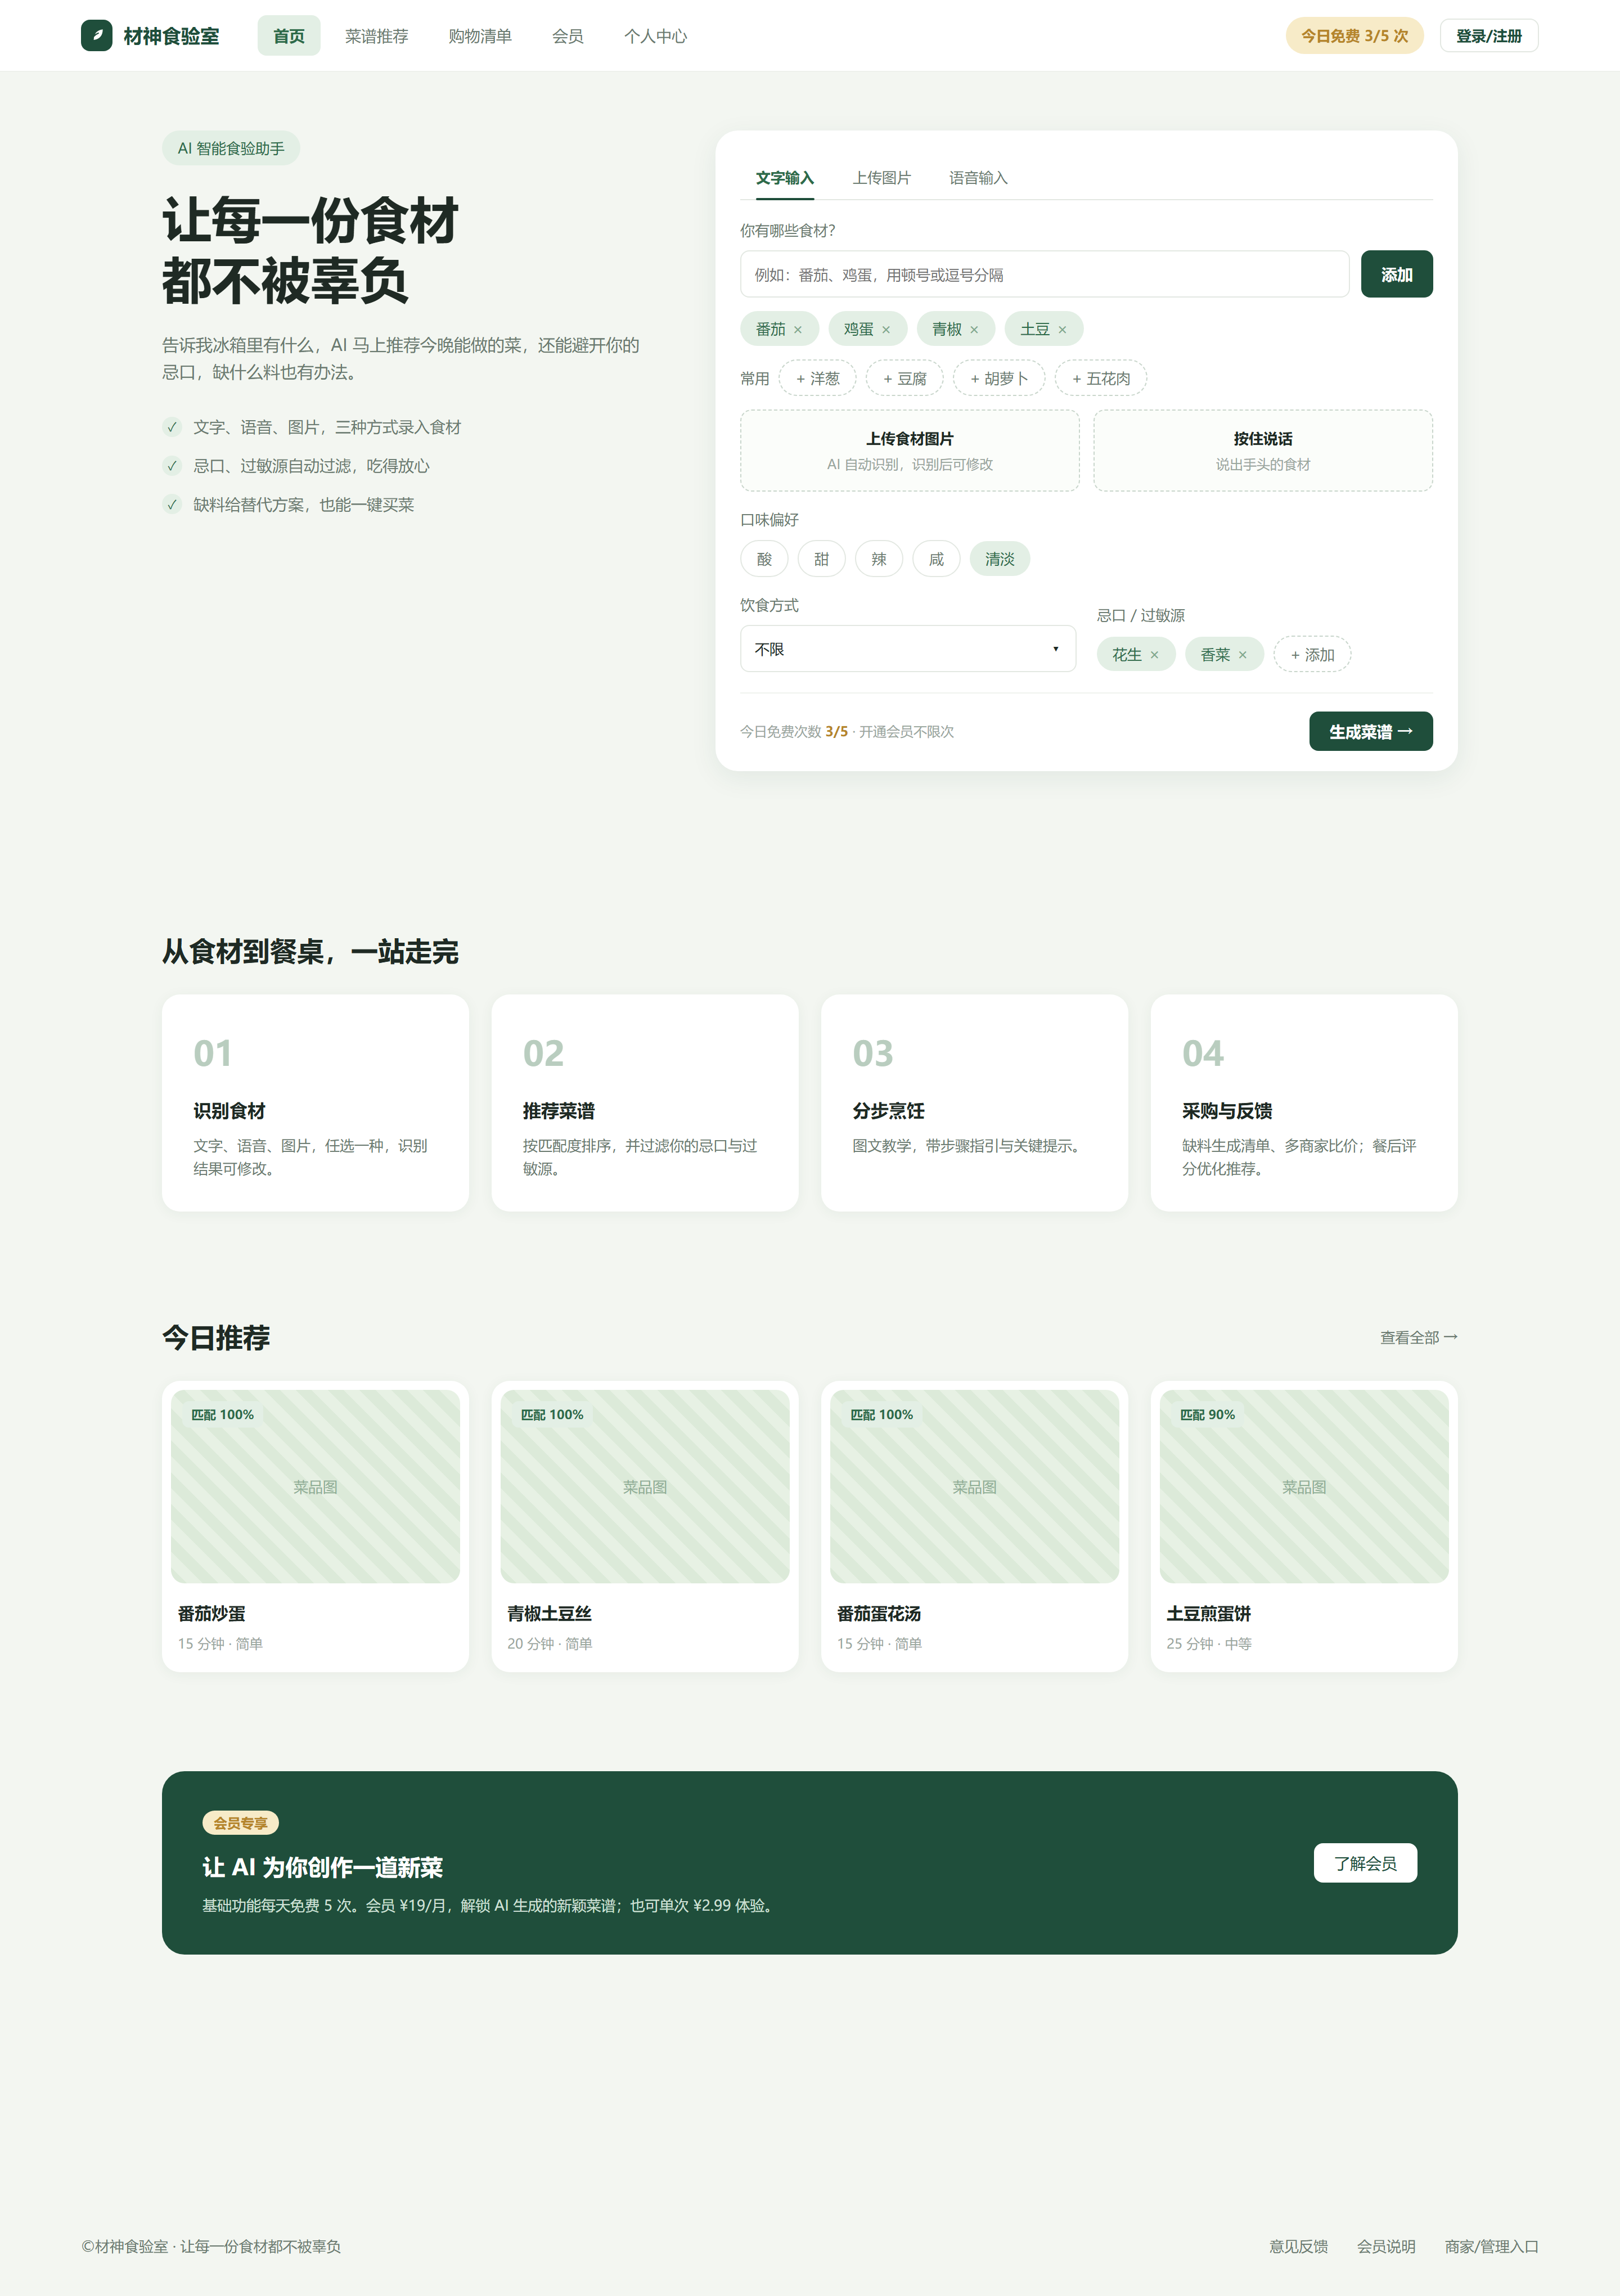 材神食验室
首页
菜谱推荐
购物清单
会员
个人中心
今日免费 3/5 次
登录/注册
AI 智能食验助手
让每一份食材
都不被辜负
告诉我冰箱里有什么，AI 马上推荐今晚能做的菜，还能避开你的
忌口，缺什么料也有办法。
✓ 文字、语音、图片，三种方式录入食材
✓ 忌口、过敏源自动过滤，吃得放心
✓ 缺料给替代方案，也能一键买菜
文字输入
上传图片
语音输入
你有哪些食材？
例如：番茄、鸡蛋，用顿号或逗号分隔
添加
番茄 ×
鸡蛋 ×
青椒 ×
土豆 ×
常用
+ 洋葱
+ 豆腐
+ 胡萝卜
+ 五花肉
上传食材图片
AI 自动识别，识别后可修改
按住说话
说出手头的食材
口味偏好
酸
甜
辣
咸
清淡
饮食方式
不限
忌口 / 过敏源
花生 ×
香菜 ×
+ 添加
今日免费次数 3/5 · 开通会员不限次
生成菜谱 →
从食材到餐桌，一站走完
01
识别食材
文字、语音、图片，任选一种，识别
结果可修改。
02
推荐菜谱
按匹配度排序，并过滤你的忌口与过
敏源。
03
分步烹饪
图文教学，带步骤指引与关键提示。
04
采购与反馈
缺料生成清单、多商家比价；餐后评
分优化推荐。
今日推荐
查看全部 →
匹配 100%
菜品图
番茄炒蛋
15 分钟 · 简单
匹配 100%
菜品图
青椒土豆丝
20 分钟 · 简单
匹配 100%
菜品图
番茄蛋花汤
15 分钟 · 简单
匹配 90%
菜品图
土豆煎蛋饼
25 分钟 · 中等
会员专享
让 AI 为你创作一道新菜
基础功能每天免费 5 次。会员 ¥19/月，解锁 AI 生成的新颖菜谱；也可单次 ¥2.99 体验。
了解会员
©材神食验室 · 让每一份食材都不被辜负
意见反馈
会员说明
商家/管理入口